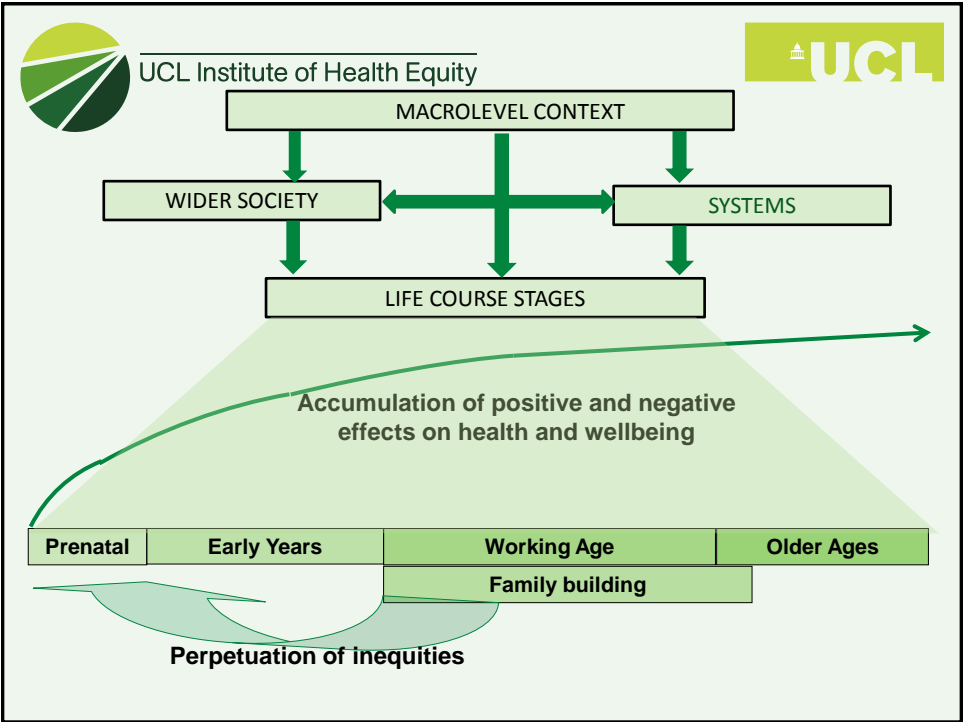 UCL Institute of Health Equity
UCL
MACROLEVEL CONTEXT
WIDER SOCIETY
SYSTEMS
LIFE COURSE STAGES
Accumulation of positive and negative
effects on health and wellbeing
Prenatal
Early Years
Working Age
Older Ages
Family building
Perpetuation of inequities